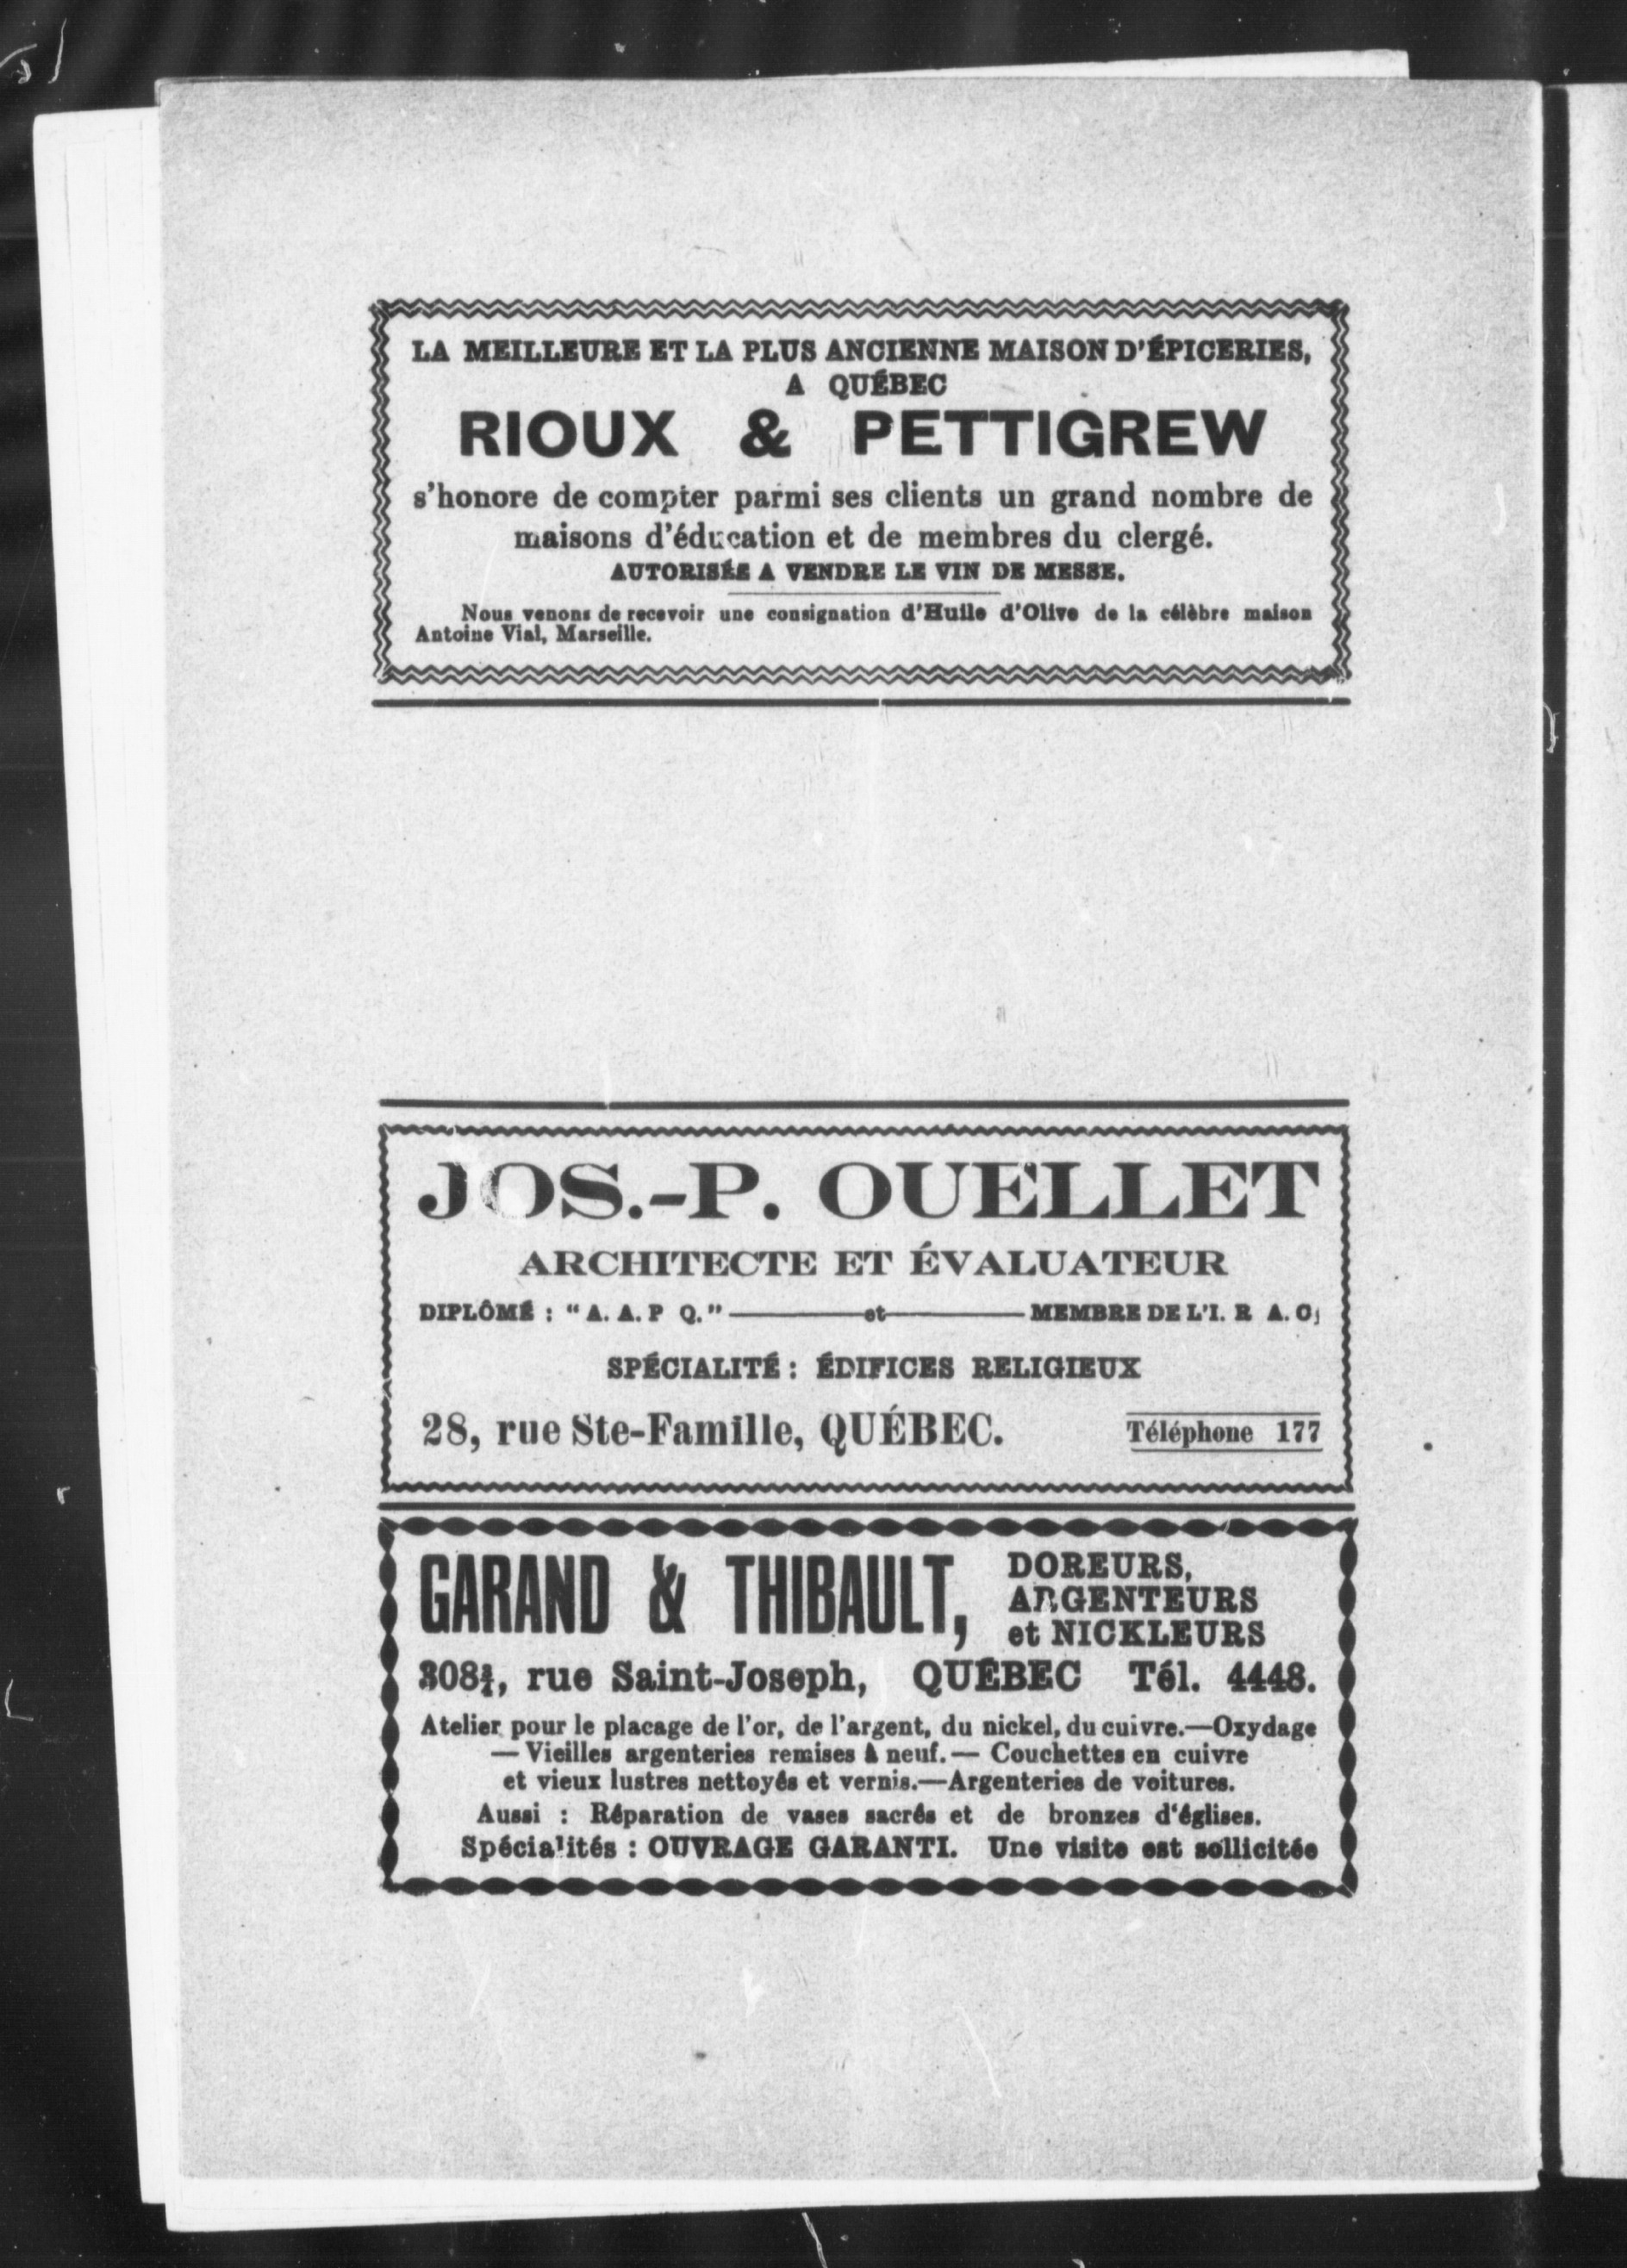 LA MEILLEURE ET LA PLUS ANCIENNE MAISON D'ÉPICERIES,
A QUÉBEC
RIOUX & PETTIGREW
s'honore de compter parmi ses clients un grand nombre de
maisons d'éducation et de membres du clergé.
AUTORISÉE A VENDRE LE VIN DE MESSE.
Nous venons de recevoir une consignation d'Huile d'Olive de la célèbre maison
Antoine Vial, Marseille.
JOS.-P. OUELLET
ARCHITECTE ET ÉVALUATEUR
DIPLÔMÉ : "A. A. P Q."—et—MEMBRE DE L'I. R A. C.
SPÉCIALITÉ : ÉDIFICES RELIGIEUX
28, rue Ste-Famille, QUÉBEC. Téléphone 177
GARAND & THIBAULT, DOREURS,
ARGENTEURS
et NICKLEURS
rue Saint-Joseph, QUÉBEC Tél. 4448.
Atelier pour le placage de l'or, de l'argent, du nickel, du cuivre.—Oxydage
— Vieilles argenteries remises à neuf. — Couchettes en cuivre
et vieux lustres nettoyés et vernis.—Argenteries de voitures.
Aussi : Réparation de vases sacrés et de bronzes d'églises.
Spécialités : OUVRAGE GARANTI. Une visite est sollicitée